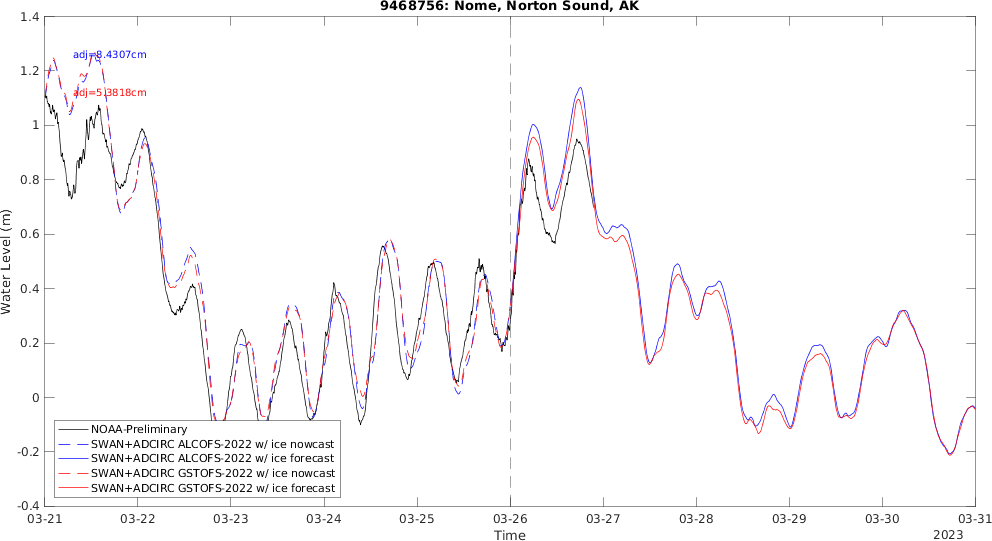 9468756: Nome, Norton Sound, AK
1.4
1.2
1
0.8
0.6
0.4
0.2
0
-0.2
-0.4
Water Level (m)
adj=8.4307cm
adj=5.3818cm
NOAA-Preliminary
SWAN+ADCIRC ALCOFS-2022 w/ ice nowcast
SWAN+ADCIRC ALCOFS-2022 w/ ice forecast
SWAN+ADCIRC GSTOFS-2022 w/ ice nowcast
SWAN+ADCIRC GSTOFS-2022 w/ ice forecast
03-21 03-22 03-23 03-24 03-25 03-26 03-27 03-28 03-29 03-30 03-31
Time
2023